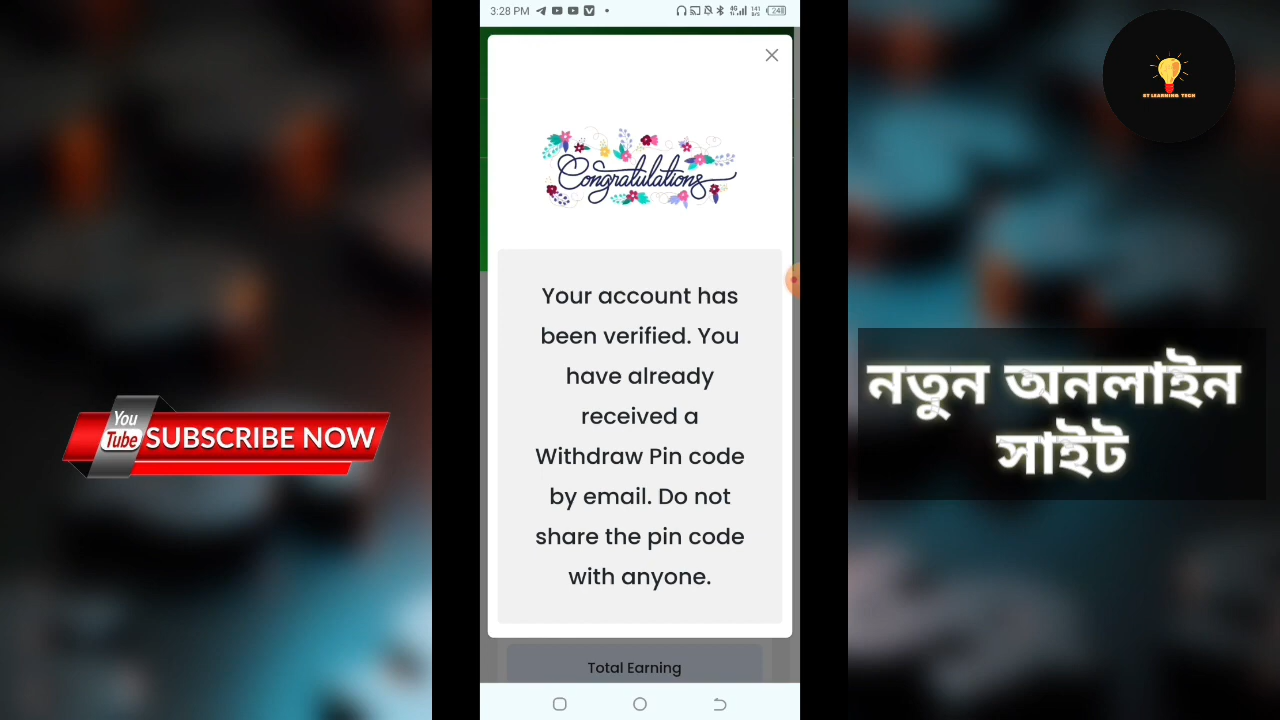 3:28 PM
Congratulations
Your account has
been verified. You
have already
received a
Withdraw Pin code
by email. Do not
share the pin code
with anyone.
Total Earning
You
Tube
SUBSCRIBE NOW
নতুন অনলাইন
সাইট